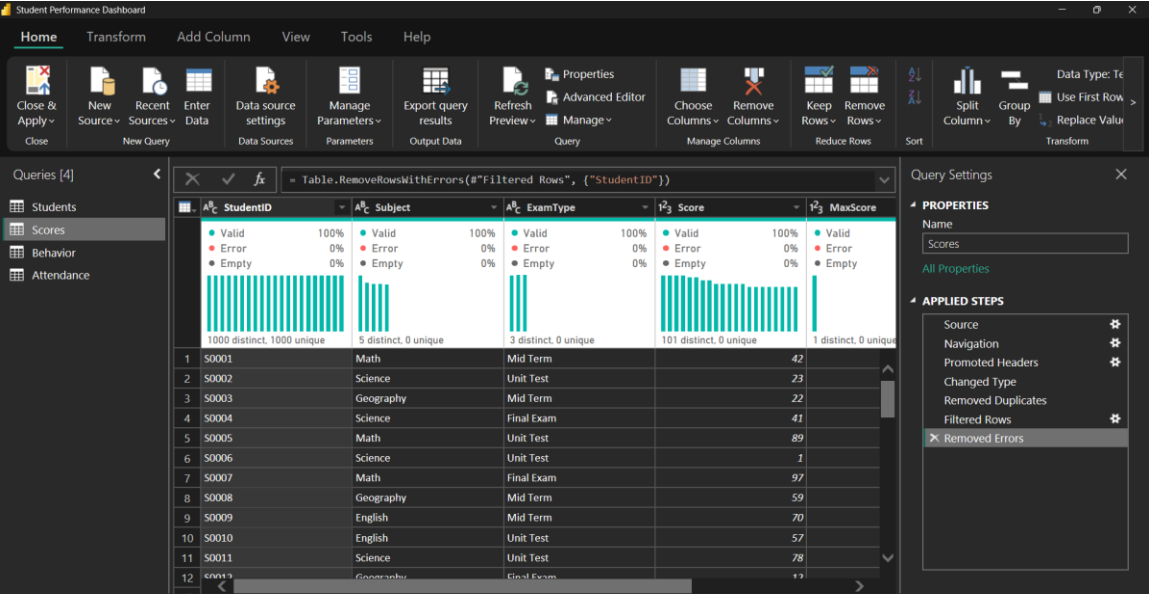 Student Performance Dashboard
Home Transform Add Column View Tools Help
Close & Apply
New Source
Recent Sources
Enter Data
Data source settings
Manage Parameters
Export query results
Refresh Preview
Properties
Advanced Editor
Manage
Choose Columns
Remove Columns
Keep Rows
Remove Rows
Split Column
Group By
Data Type: Te
Use First Row
Replace Valu
Close New Query Data Sources Parameters Output Data Query Manage Columns Reduce Rows Sort Transform
Queries [4]
Students
Scores
Behavior
Attendance
fx = Table.RemoveRowsWithErrors(#"Filtered Rows", {"StudentID"})
ABC StudentID ABC Subject ABC ExamType 123 Score 123 MaxScore
Valid 100% Valid 100% Valid 100% Valid 100% Valid
Error 0% Error 0% Error 0% Error 0% Error
Empty 0% Empty 0% Empty 0% Empty 0% Empty
1000 distinct, 1000 unique 5 distinct, 0 unique 3 distinct, 0 unique 101 distinct, 0 unique 1 distinct, 0 unique
1 S0001 Math Mid Term 42
2 S0002 Science Unit Test 23
3 S0003 Geography Mid Term 22
4 S0004 Science Final Exam 41
5 S0005 Math Unit Test 89
6 S0006 Science Unit Test 1
7 S0007 Math Final Exam 97
8 S0008 Geography Mid Term 59
9 S0009 English Mid Term 70
10 S0010 English Unit Test 57
11 S0011 Science Unit Test 78
12 S0012 Geography Final Exam 12
Query Settings
PROPERTIES
Name
Scores
All Properties
APPLIED STEPS
Source
Navigation
Promoted Headers
Changed Type
Removed Duplicates
Filtered Rows
Removed Errors